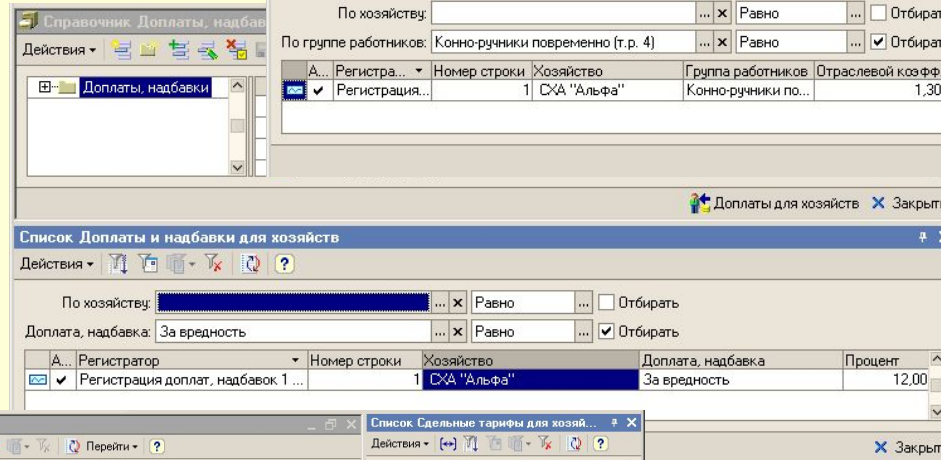 Справочник Доплаты, надбав
Действия
Доплаты, надбавки
По хозяйству: ... x Равно ... Отбират
По группе работников: Конно-ручники повременно (т.р. 4) ... x Равно ... Отбират
А... Регистра... Номер строки Хозяйство Группа работников Отраслевой коэфф
Регистрация... 1 СХА "Альфа" Конно-ручники по... 1,30
Доплаты для хозяйств Закрыт
Список Доплаты и надбавки для хозяйств
Действия ?
По хозяйству: ... x Равно ... Отбирать
Доплата, надбавка: За вредность ... x Равно ... Отбирать
А... Регистратор Номер строки Хозяйство Доплата, надбавка Процент
Регистрация доплат, надбавок 1 ... 1 СХА "Альфа" За вредность 12,00
Список Сдельные тарифы для хозяй...
Перейти ? Действия ? Закрыт